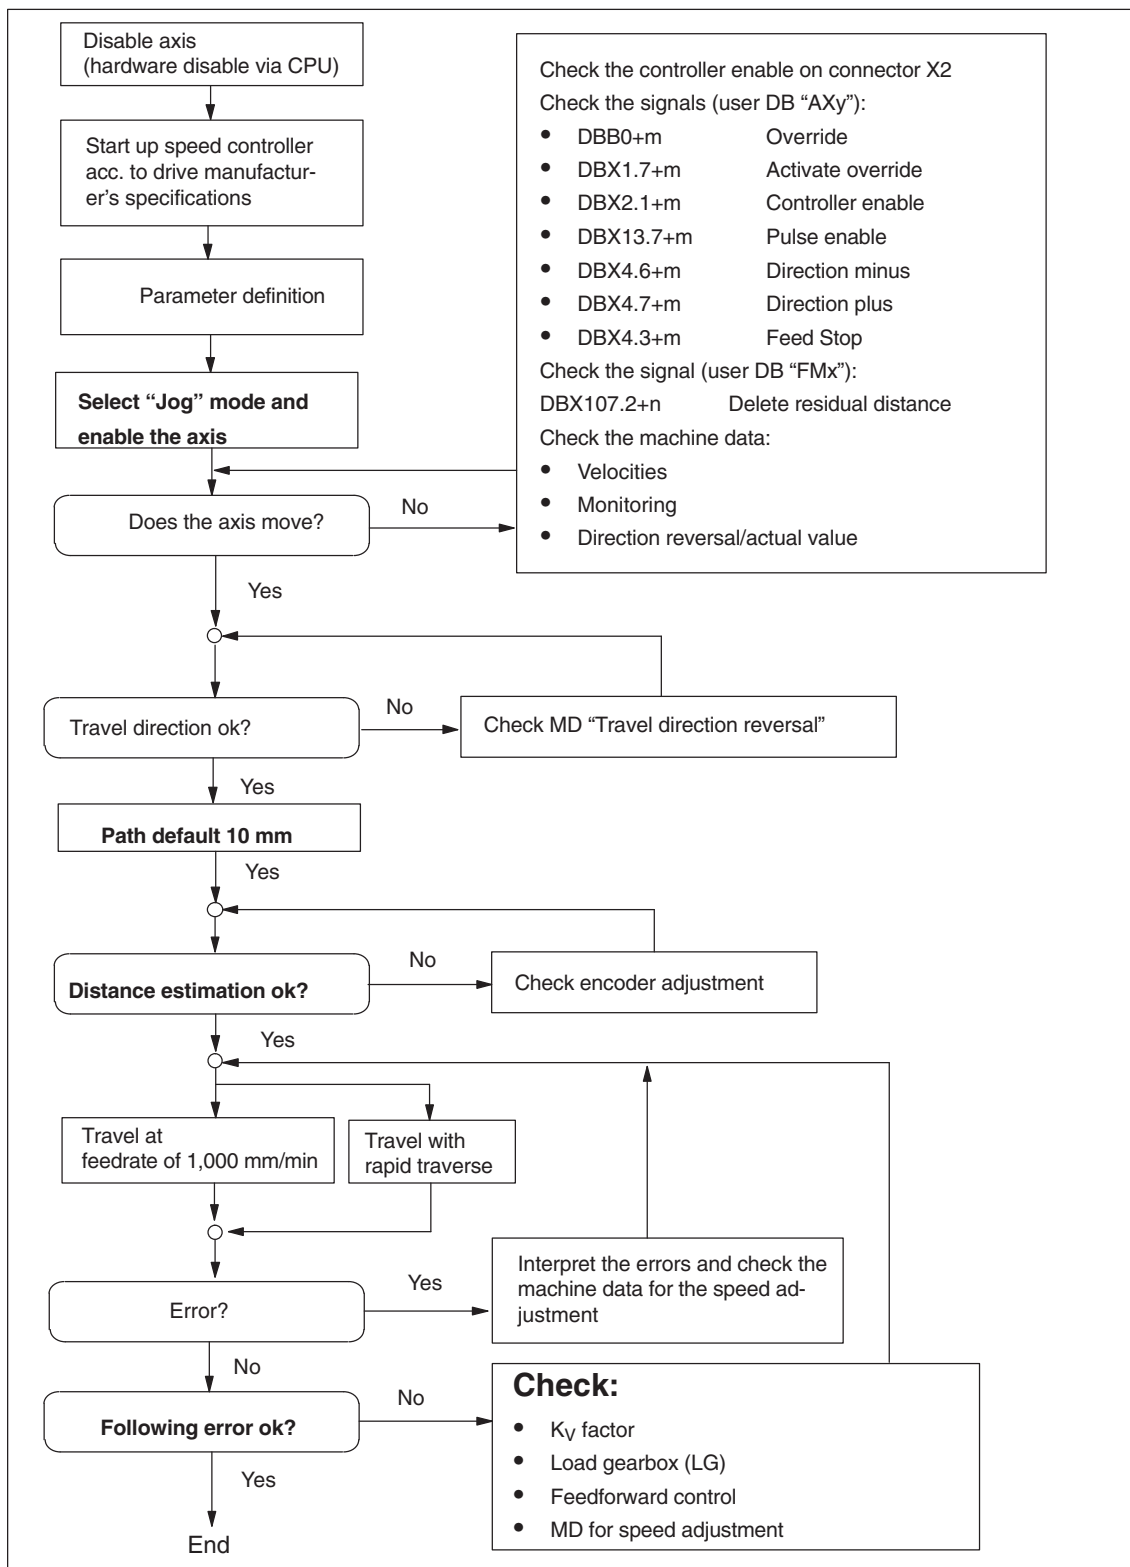 Disable axis
(hardware disable via CPU)
Start up speed controller
acc. to drive manufactur-
er's specifications
Parameter definition
Select “Jog” mode and
enable the axis
Check the controller enable on connector X2
Check the signals (user DB “AXy”):
• DBB0+m Override
• DBX1.7+m Activate override
• DBX2.1+m Controller enable
• DBX13.7+m Pulse enable
• DBX4.6+m Direction minus
• DBX4.7+m Direction plus
• DBX4.3+m Feed Stop
Check the signal (user DB “FMx”):
DBX107.2+n Delete residual distance
Check the machine data:
• Velocities
• Monitoring
• Direction reversal/actual value
Does the axis move?
No
Yes
Travel direction ok?
No
Check MD “Travel direction reversal”
Yes
Path default 10 mm
Yes
Distance estimation ok?
No
Check encoder adjustment
Yes
Travel at
feedrate of 1,000 mm/min
Travel with
rapid traverse
Error?
Yes
Interpret the errors and check the
machine data for the speed ad-
justment
No
Following error ok?
No
Check:
• KV factor
• Load gearbox (LG)
• Feedforward control
• MD for speed adjustment
Yes
End